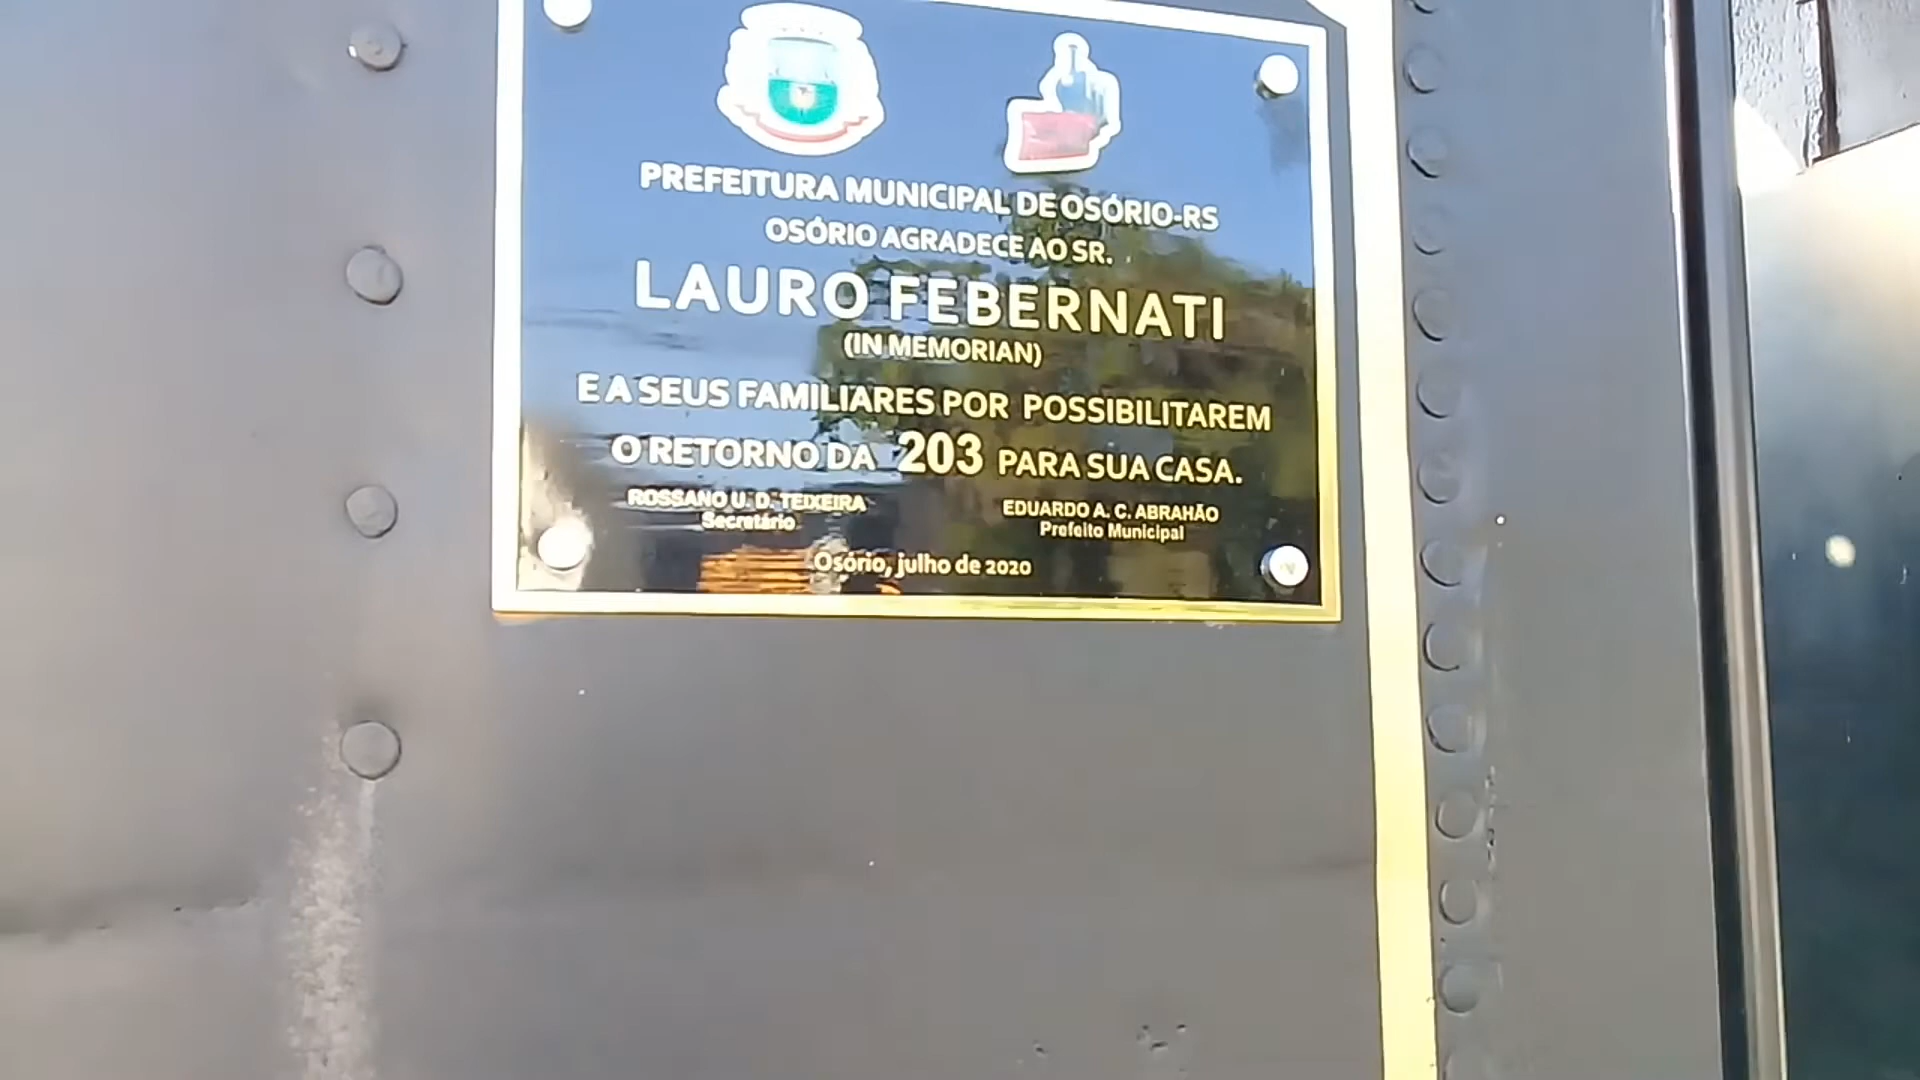 PREFEITURA MUNICIPAL DE OSÓRIO-RS
OSÓRIO AGRADECE AO SR.
LAURO FEBERNATI
(IN MEMORIAN)
E A SEUS FAMILIARES POR POSSIBILITAREM
O RETORNO DA 203 PARA SUA CASA.
ROSSANO U. D. TEIXEIRA
Secretário
EDUARDO A. C. ABRAHÃO
Prefeito Municipal
Osório, julho de 2020